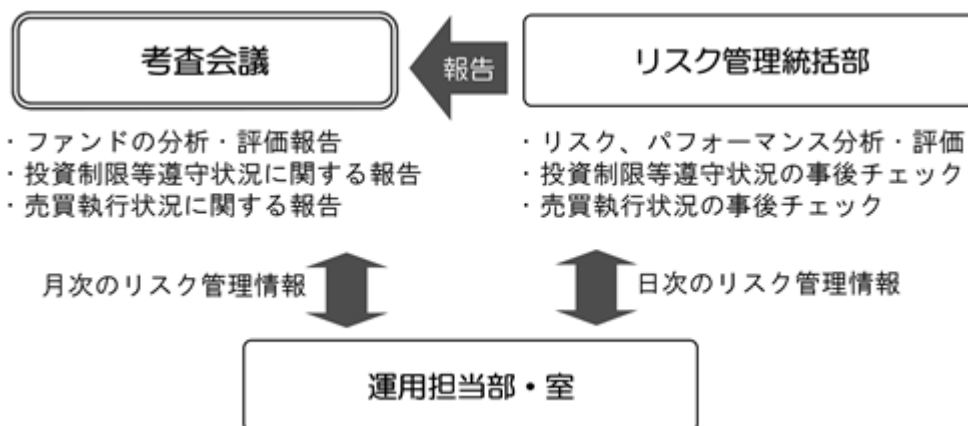 考査会議
報告
リスク管理統括部
・ファンドの分析・評価報告
・投資制限等遵守状況に関する報告
・売買執行状況に関する報告
・リスク、パフォーマンス分析・評価
・投資制限等遵守状況の事後チェック
・売買執行状況の事後チェック
月次のリスク管理情報
日次のリスク管理情報
運用担当部・室